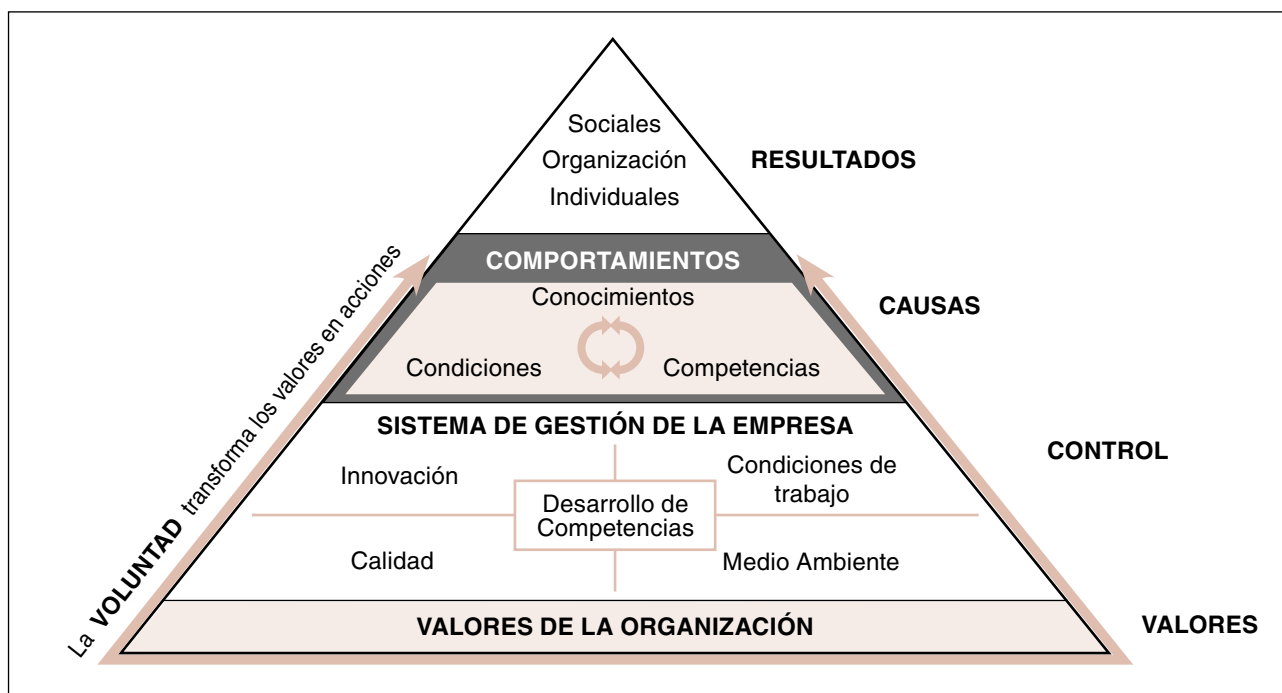 Sociales
Organización
Individuales
RESULTADOS
COMPORTAMIENTOS
Conocimientos
Condiciones
Competencias
CAUSAS
SISTEMA DE GESTIÓN DE LA EMPRESA
Innovación
Condiciones de
trabajo
Desarrollo de
Competencias
Calidad
Medio Ambiente
CONTROL
VALORES DE LA ORGANIZACIÓN
VALORES
La VOLUNTAD transforma los valores en acciones